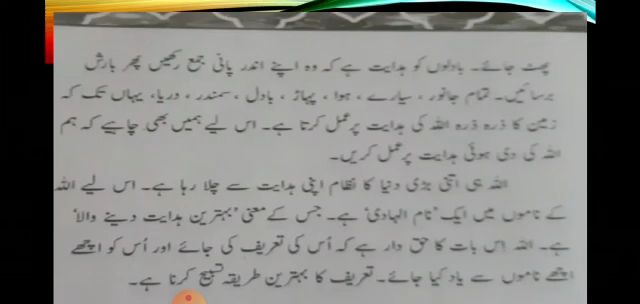 پھٹ جائے۔ بادلوں کو ہدایت ہے کہ وہ اپنے اندر پانی جمع رکھیں پھر بارش
برسائیں۔ تمام جانور، سیارے، ہوا، پہاڑ، بادل، سمندر، دریا، یہاں تک کہ
زمین کا ذرہ ذرہ اللہ کی ہدایت پر عمل کرتا ہے۔ اس لیے ہمیں بھی چاہیے کہ ہم
اللہ کی دی ہوئی ہدایت پر عمل کریں۔
اللہ ہی اتنی بڑی دنیا کا نظام اپنی ہدایت سے چلا رہا ہے۔ اس لیے اللہ
کے ناموں میں ایک 'نام الہادی' ہے۔ جس کے معنی 'بہترین ہدایت دینے والا'
ہے۔ اللہ اِس بات کا حق دار ہے کہ اُس کی تعریف کی جائے اور اُس کو اچھے
اچھے ناموں سے یاد کیا جائے۔ تعریف کا بہترین طریقہ تسبیح کرنا ہے۔